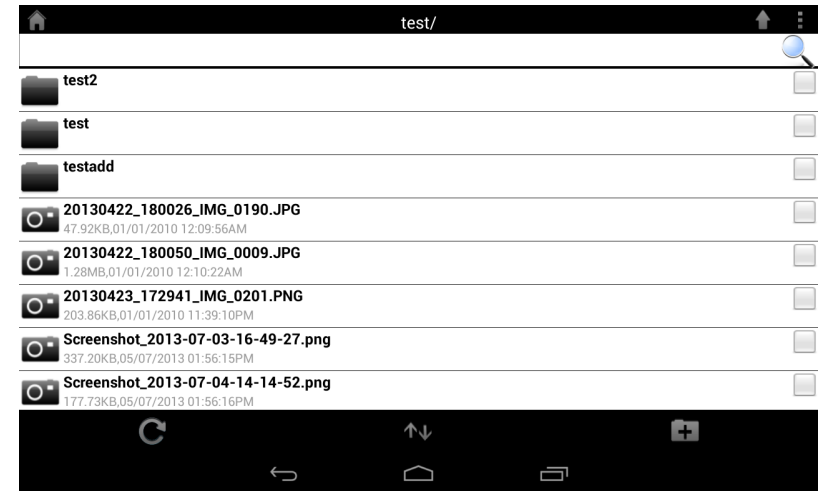 test/
test2
test
testadd
20130422_180026_IMG_0190.JPG
47.92KB,01/01/2010 12:09:56AM
20130422_180050_IMG_0009.JPG
1.28MB,01/01/2010 12:10:22AM
20130423_172941_IMG_0201.PNG
203.86KB,01/01/2010 11:39:10PM
Screenshot_2013-07-03-16-49-27.png
337.20KB,05/07/2013 01:56:15PM
Screenshot_2013-07-04-14-14-52.png
177.73KB,05/07/2013 01:56:16PM